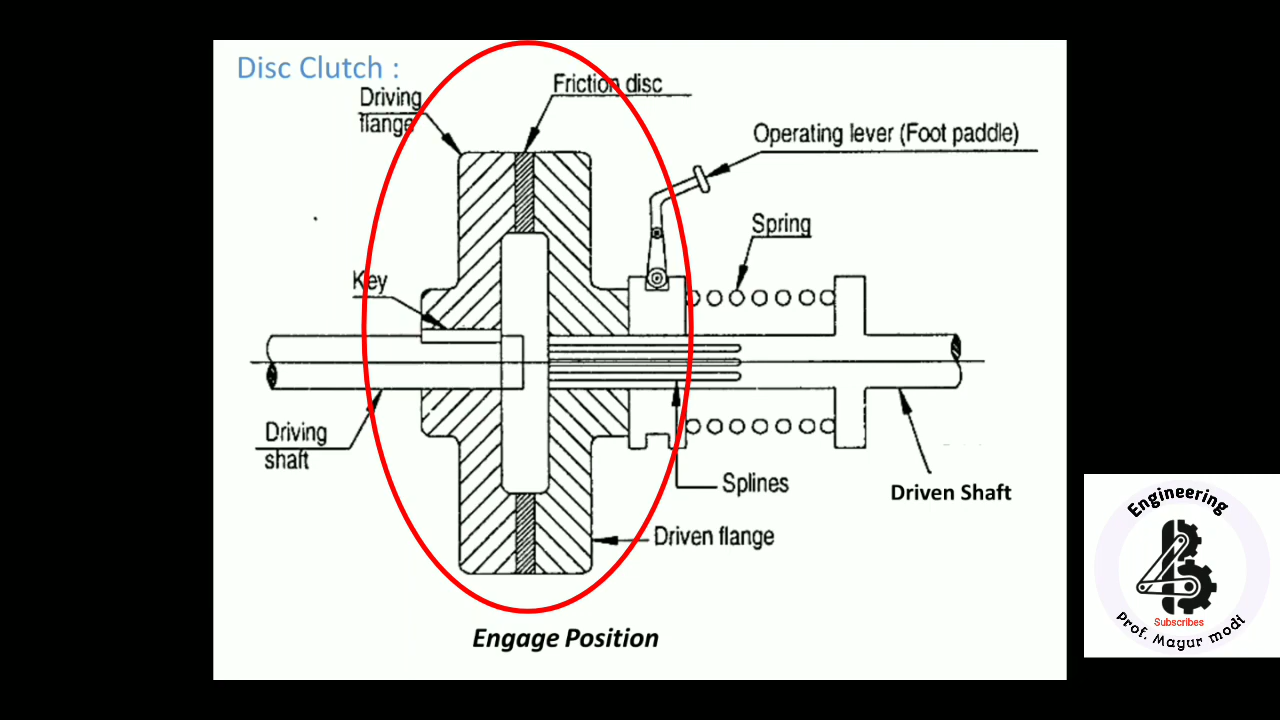 Disc Clutch :
Friction disc
Driving
flange
Operating lever (Foot paddle)
Spring
Key
Driving
shaft
Splines
Driven Shaft
Driven flange
Engage Position
Engineering
Subscribes
Prof. Mayur modi